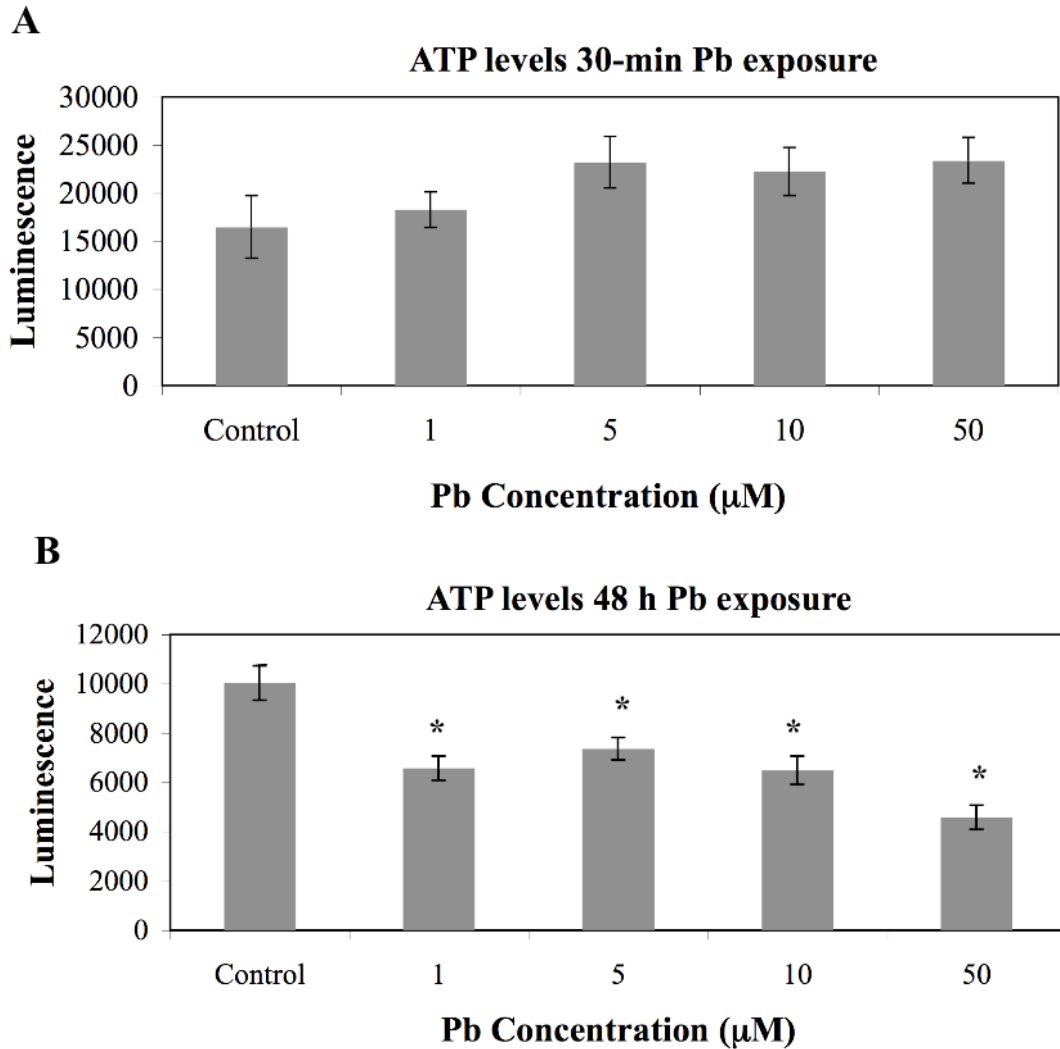 A
ATP levels 30-min Pb exposure
30000
25000
20000
15000
10000
5000
0
Luminescence
Control 1 5 10 50
Pb Concentration (μM)
B
ATP levels 48 h Pb exposure
12000
10000
8000
6000
4000
2000
0
Luminescence
* * * *
Control 1 5 10 50
Pb Concentration (μM)